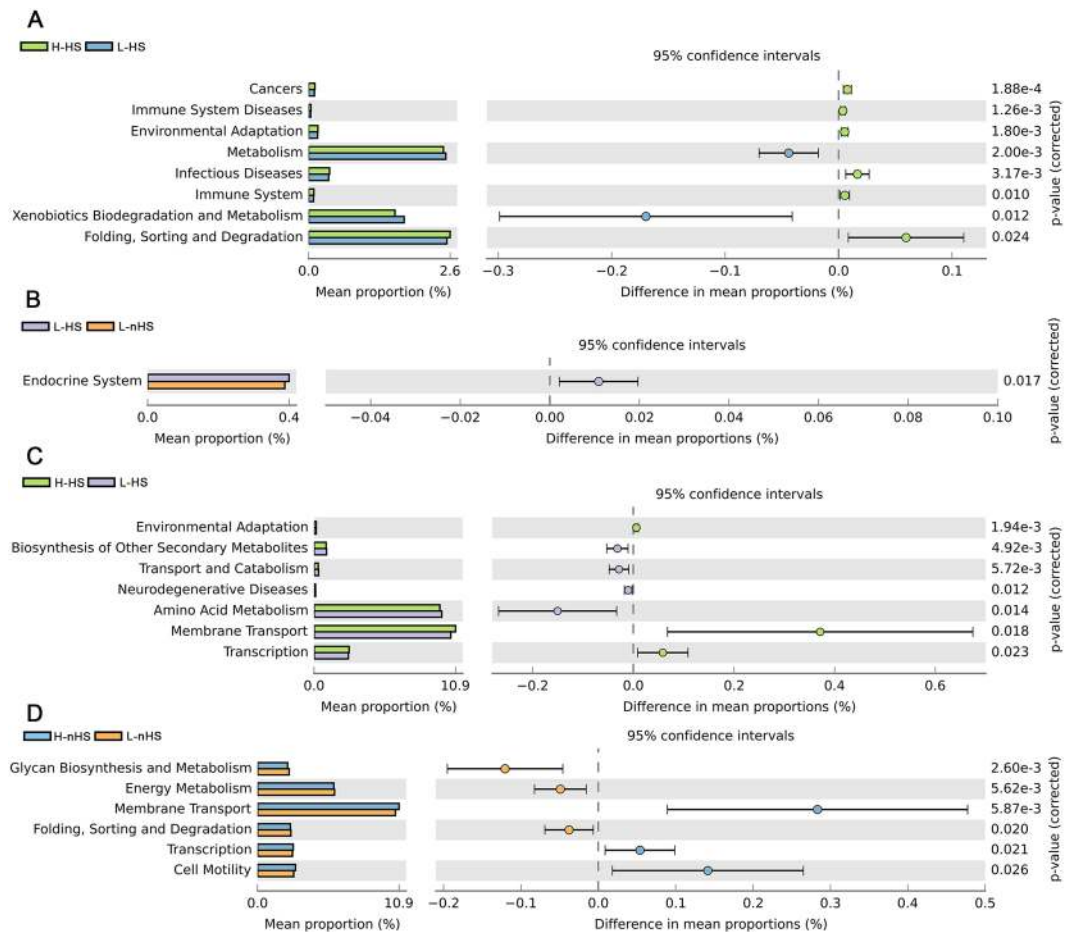 A
H-HS L-HS
95% confidence intervals
Cancers 1.88e-4
Immune System Diseases 1.26e-3
Environmental Adaptation 1.80e-3
Metabolism 2.00e-3
Infectious Diseases 3.17e-3
Immune System 0.010
Xenobiotics Biodegradation and Metabolism 0.012
Folding, Sorting and Degradation 0.024
p-value (corrected)
0.0 2.6 −0.3 −0.2 −0.1 0.0 0.1
Mean proportion (%) Difference in mean proportions (%)
B
L-HS L-nHS
95% confidence intervals
Endocrine System 0.017
p-value (corrected)
0.0 0.4 −0.04 −0.02 0.00 0.02 0.04 0.06 0.08 0.10
Mean proportion (%) Difference in mean proportions (%)
C
H-HS L-HS
95% confidence intervals
Environmental Adaptation 1.94e-3
Biosynthesis of Other Secondary Metabolites 4.92e-3
Transport and Catabolism 5.72e-3
Neurodegenerative Diseases 0.012
Amino Acid Metabolism 0.014
Membrane Transport 0.018
Transcription 0.023
p-value (corrected)
0.0 10.9 −0.2 0.0 0.2 0.4 0.6
Mean proportion (%) Difference in mean proportions (%)
D
H-nHS L-nHS
95% confidence intervals
Glycan Biosynthesis and Metabolism 2.60e-3
Energy Metabolism 5.62e-3
Membrane Transport 5.87e-3
Folding, Sorting and Degradation 0.020
Transcription 0.021
Cell Motility 0.026
p-value (corrected)
0.0 10.9 −0.2 −0.1 0.0 0.1 0.2 0.3 0.4 0.5
Mean proportion (%) Difference in mean proportions (%)